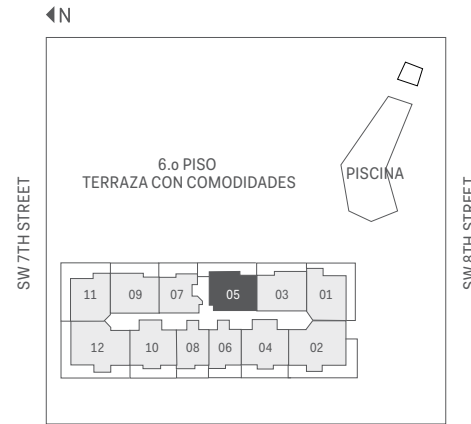 N
6.o PISO
TERRAZA CON COMODIDADES
PISCINA
SW 7TH STREET
SW 8TH STREET
11 09 07 05 03 01
12 10 08 06 04 02